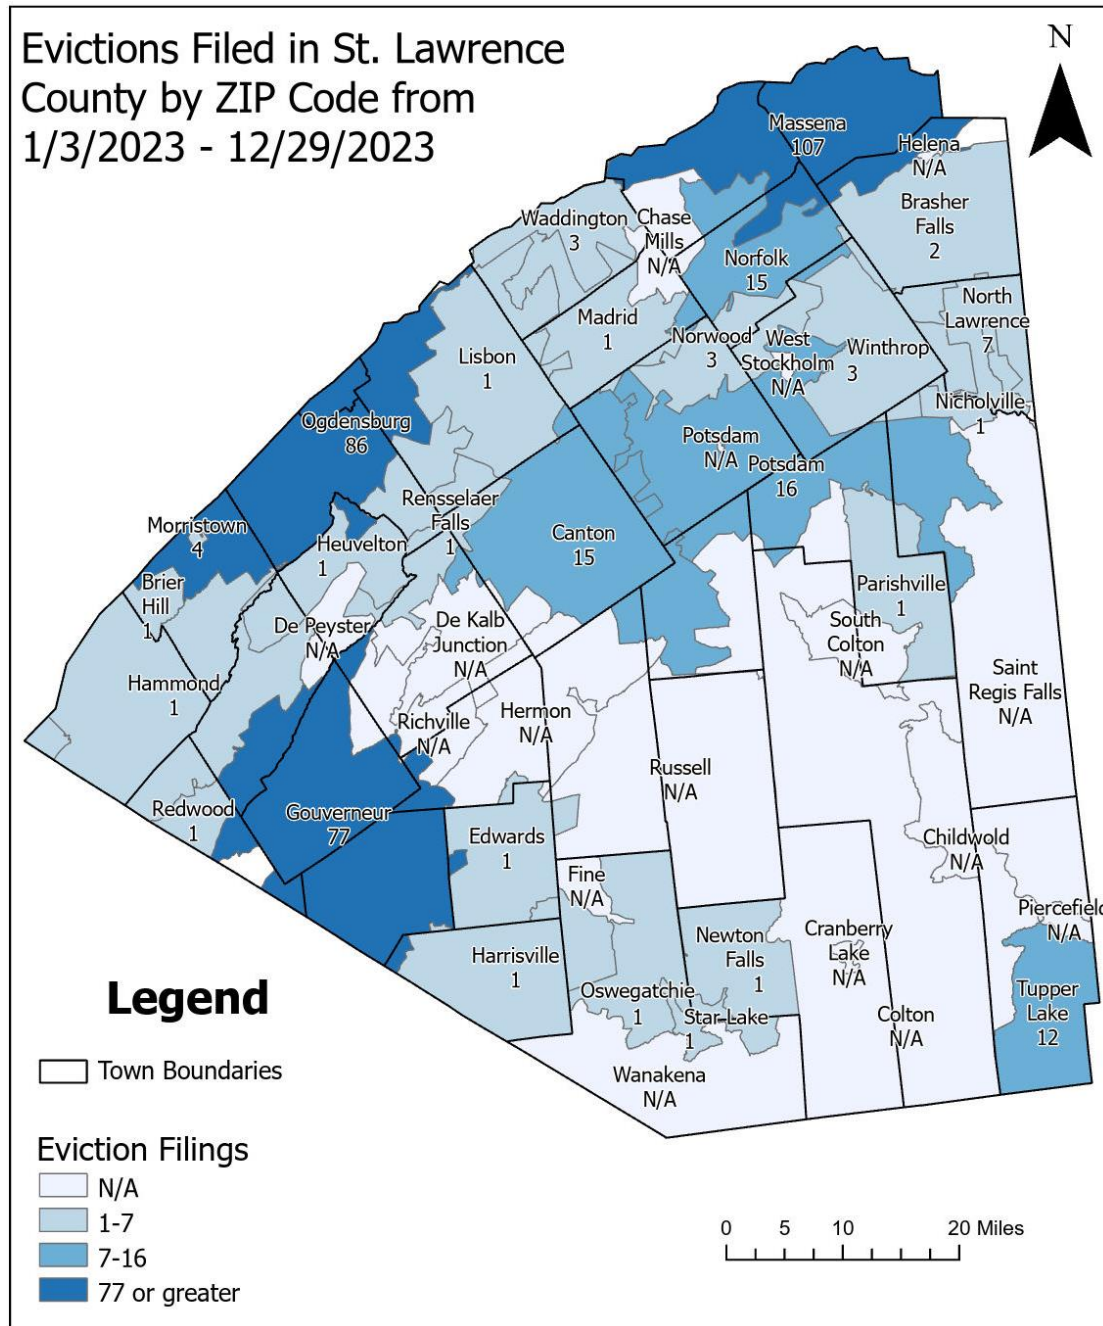 Evictions Filed in St. Lawrence
County by ZIP Code from
1/3/2023 - 12/29/2023
N
Massena
107
Helena
N/A
Waddington
3
Chase
Mills
N/A
Brasher
Falls
2
Norfolk
15
North
Lawrence
7
Madrid
1
Lisbon
1
Norwood
3
West
Stockholm
N/A
Winthrop
3
Nicholville
1
Ogdensburg
86
Potsdam
N/A
Potsdam
16
Rensselaer
Falls
1
Canton
15
Morristown
4
Heuvelton
1
Brier
Hill
1
De Peyster
N/A
De Kalb
Junction
N/A
Parishville
1
South
Colton
N/A
Saint
Regis Falls
N/A
Hammond
1
Richville
N/A
Hermon
N/A
Russell
N/A
Redwood
1
Gouverneur
77
Edwards
1
Childwold
N/A
Fine
N/A
Piercefield
N/A
Cranberry
Lake
N/A
Newton
Falls
1
Harrisville
1
Oswegatchie
1
Star Lake
1
Tupper
Lake
12
Colton
N/A
Wanakena
N/A
Legend
Town Boundaries
Eviction Filings
N/A
1-7
7-16
77 or greater
0 5 10 20 Miles